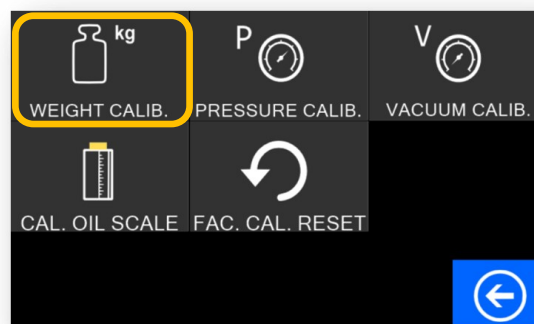 kg
P
V
WEIGHT CALIB.
PRESSURE CALIB.
VACUUM CALIB.
CAL. OIL SCALE
FAC. CAL. RESET